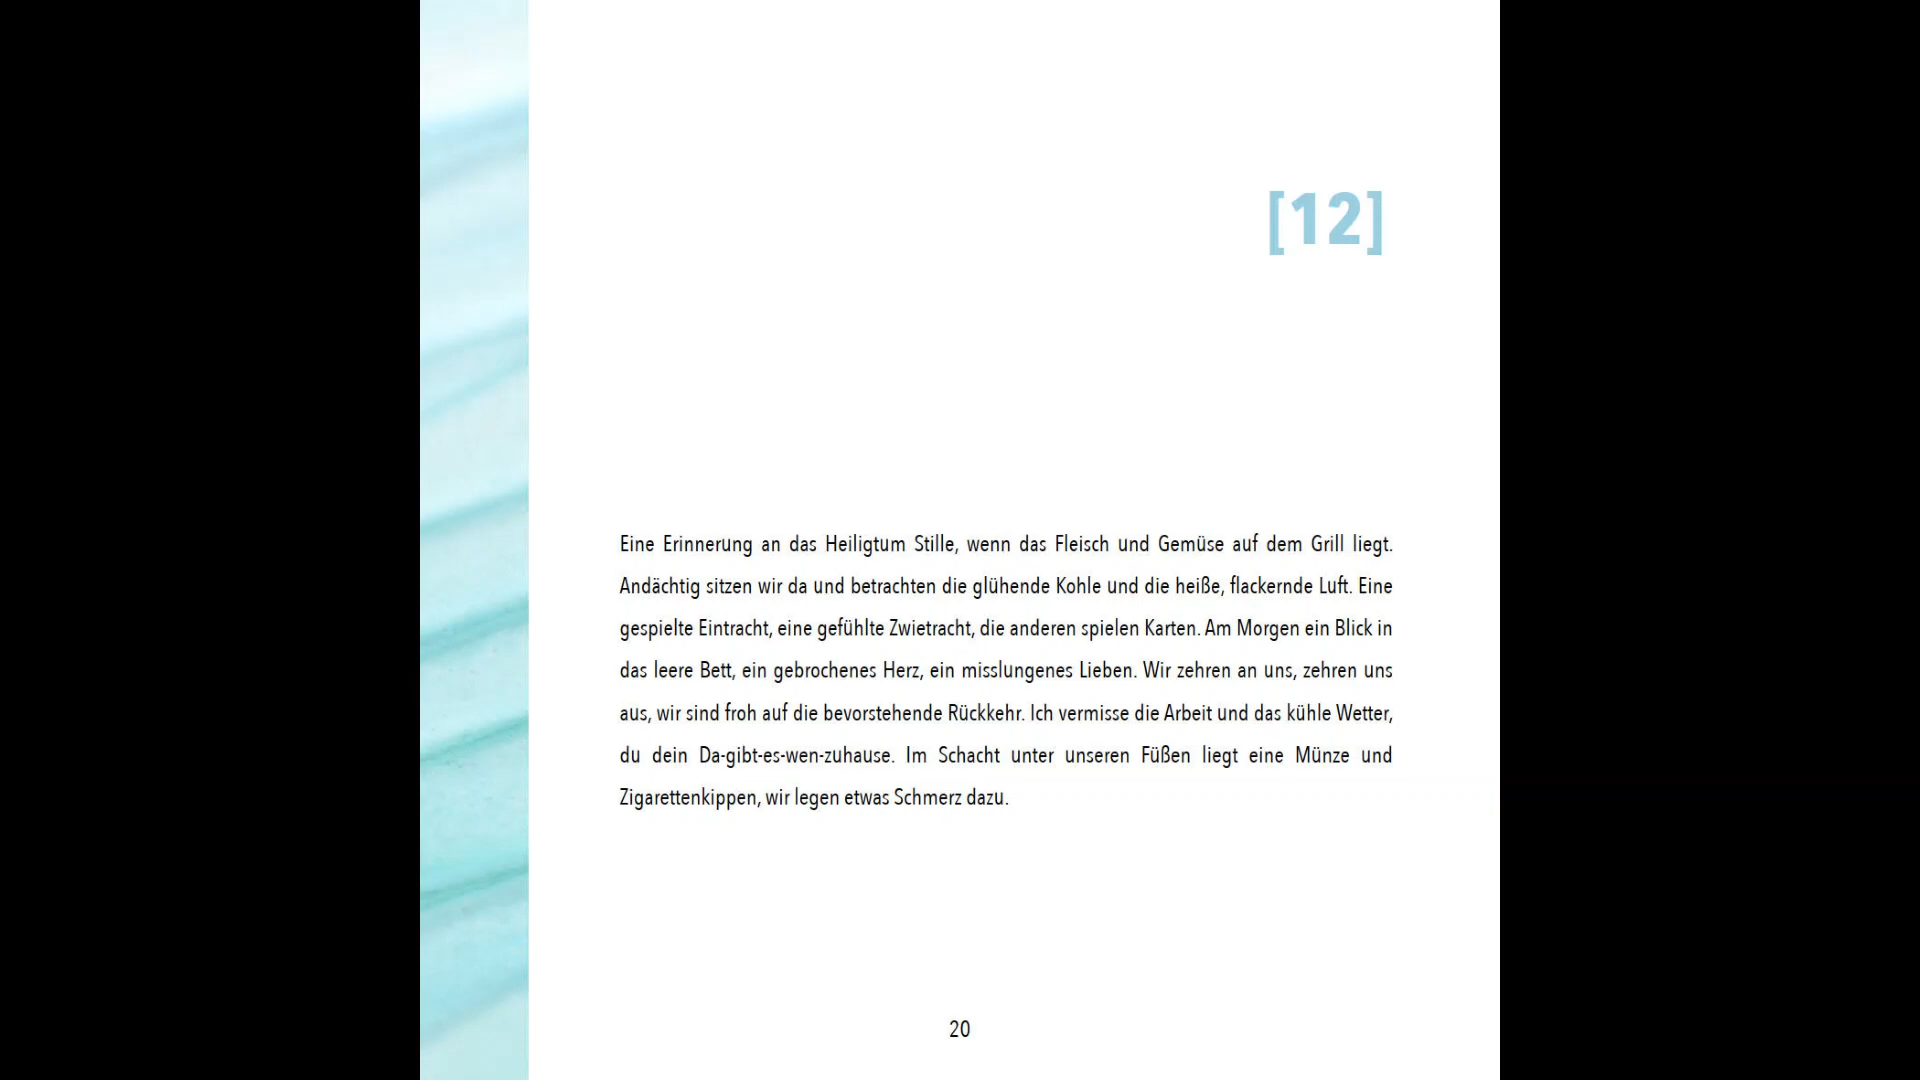 [12]
Eine Erinnerung an das Heiligtum Stille, wenn das Fleisch und Gemüse auf dem Grill liegt.
Andächtig sitzen wir da und betrachten die glühende Kohle und die heiße, flackernde Luft. Eine
gespielte Eintracht, eine gefühlte Zwietracht, die anderen spielen Karten. Am Morgen ein Blick in
das leere Bett, ein gebrochenes Herz, ein misslungenes Lieben. Wir zehren an uns, zehren uns
aus, wir sind froh auf die bevorstehende Rückkehr. Ich vermisse die Arbeit und das kühle Wetter,
du dein Da-gibt-es-wen-zuhause. Im Schacht unter unseren Füßen liegt eine Münze und
Zigarettenkippen, wir legen etwas Schmerz dazu.
20